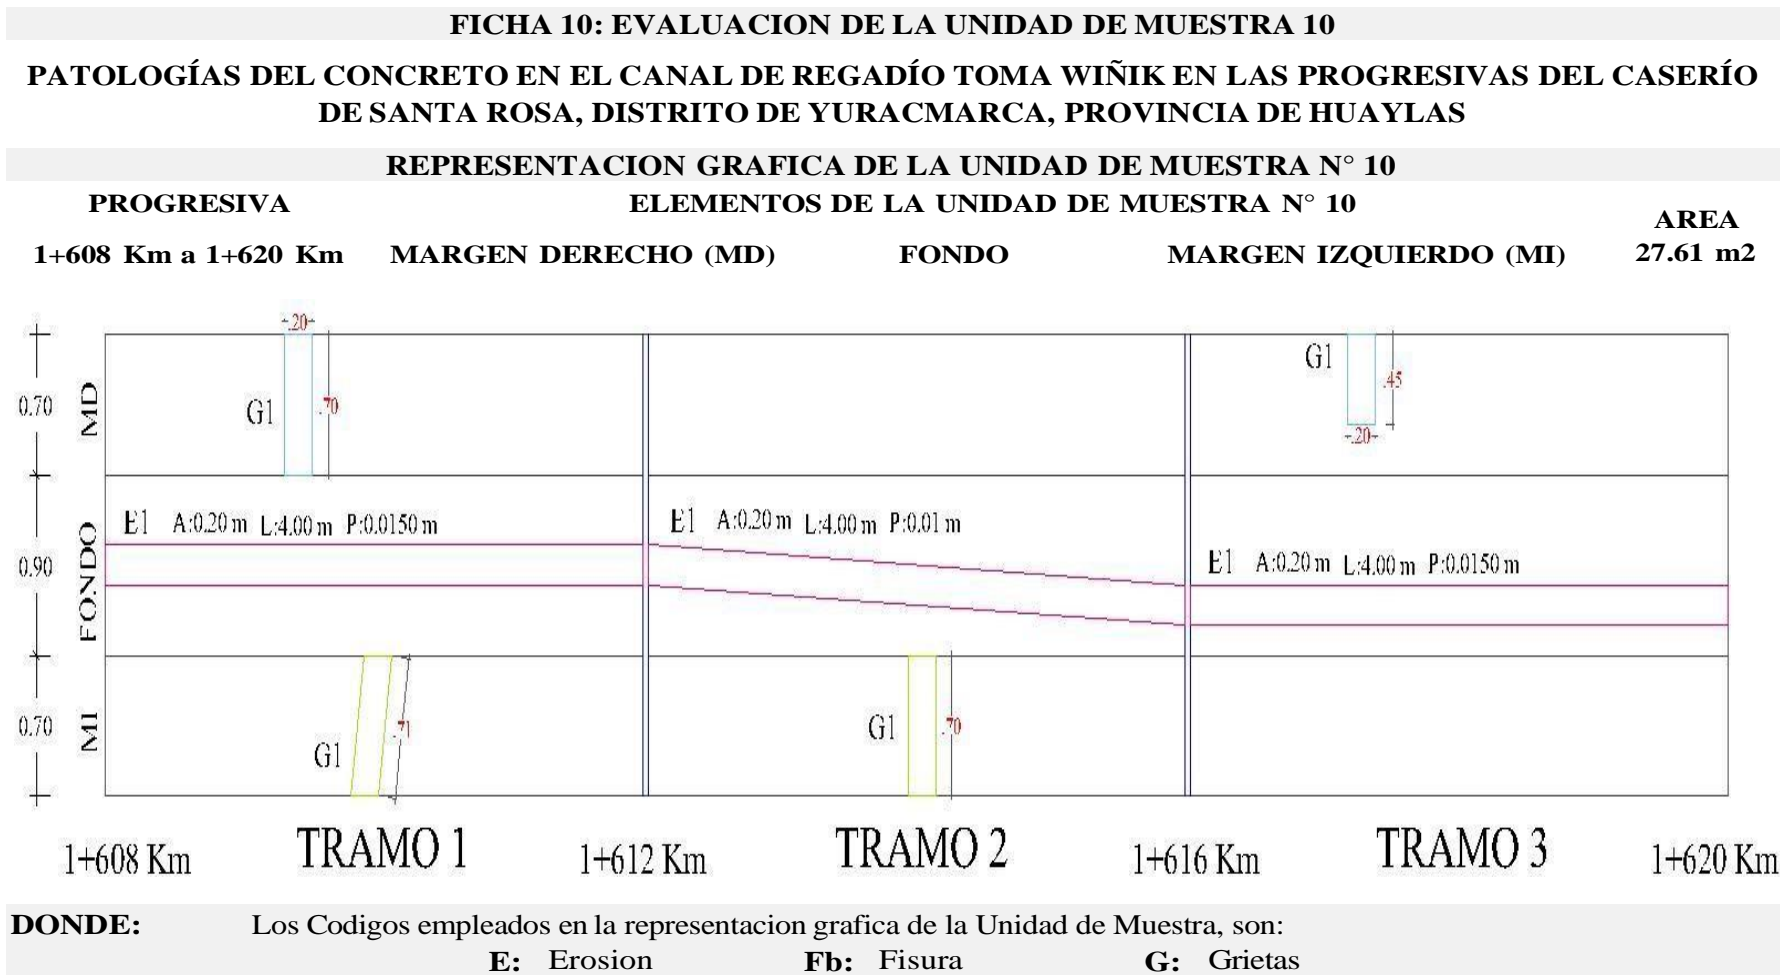 FICHA 10: EVALUACION DE LA UNIDAD DE MUESTRA 10
PATOLOGÍAS DEL CONCRETO EN EL CANAL DE REGADÍO TOMA WIÑIK EN LAS PROGRESIVAS DEL CASERÍO
DE SANTA ROSA, DISTRITO DE YURACMARCA, PROVINCIA DE HUAYLAS
REPRESENTACION GRAFICA DE LA UNIDAD DE MUESTRA N° 10
PROGRESIVA
ELEMENTOS DE LA UNIDAD DE MUESTRA N° 10
AREA
1+608 Km a 1+620 Km
MARGEN DERECHO (MD)
FONDO
MARGEN IZQUIERDO (MI)
27.61 m2
.20
G1
.70
G1
.45
.20
0.70
MD
E1 A:0.20 m L:4.00 m P:0.0150 m
E1 A:0.20 m L:4.00 m P:0.01 m
E1 A:0.20 m L:4.00 m P:0.0150 m
0.90
FONDO
G1
.71
G1
.70
0.70
MI
1+608 Km
TRAMO 1
1+612 Km
TRAMO 2
1+616 Km
TRAMO 3
1+620 Km
DONDE: Los Codigos empleados en la representacion grafica de la Unidad de Muestra, son:
E: Erosion Fb: Fisura G: Grietas